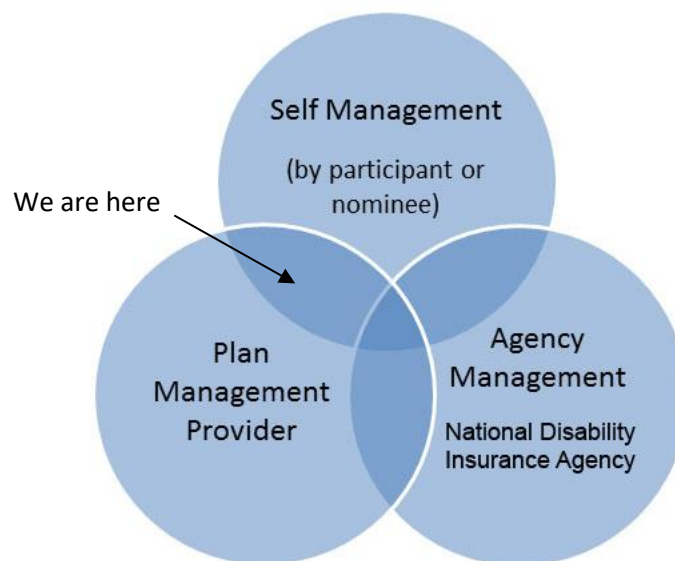 Self Management
(by participant or
nominee)
We are here
Plan
Management
Provider
Agency
Management
National Disability
Insurance Agency